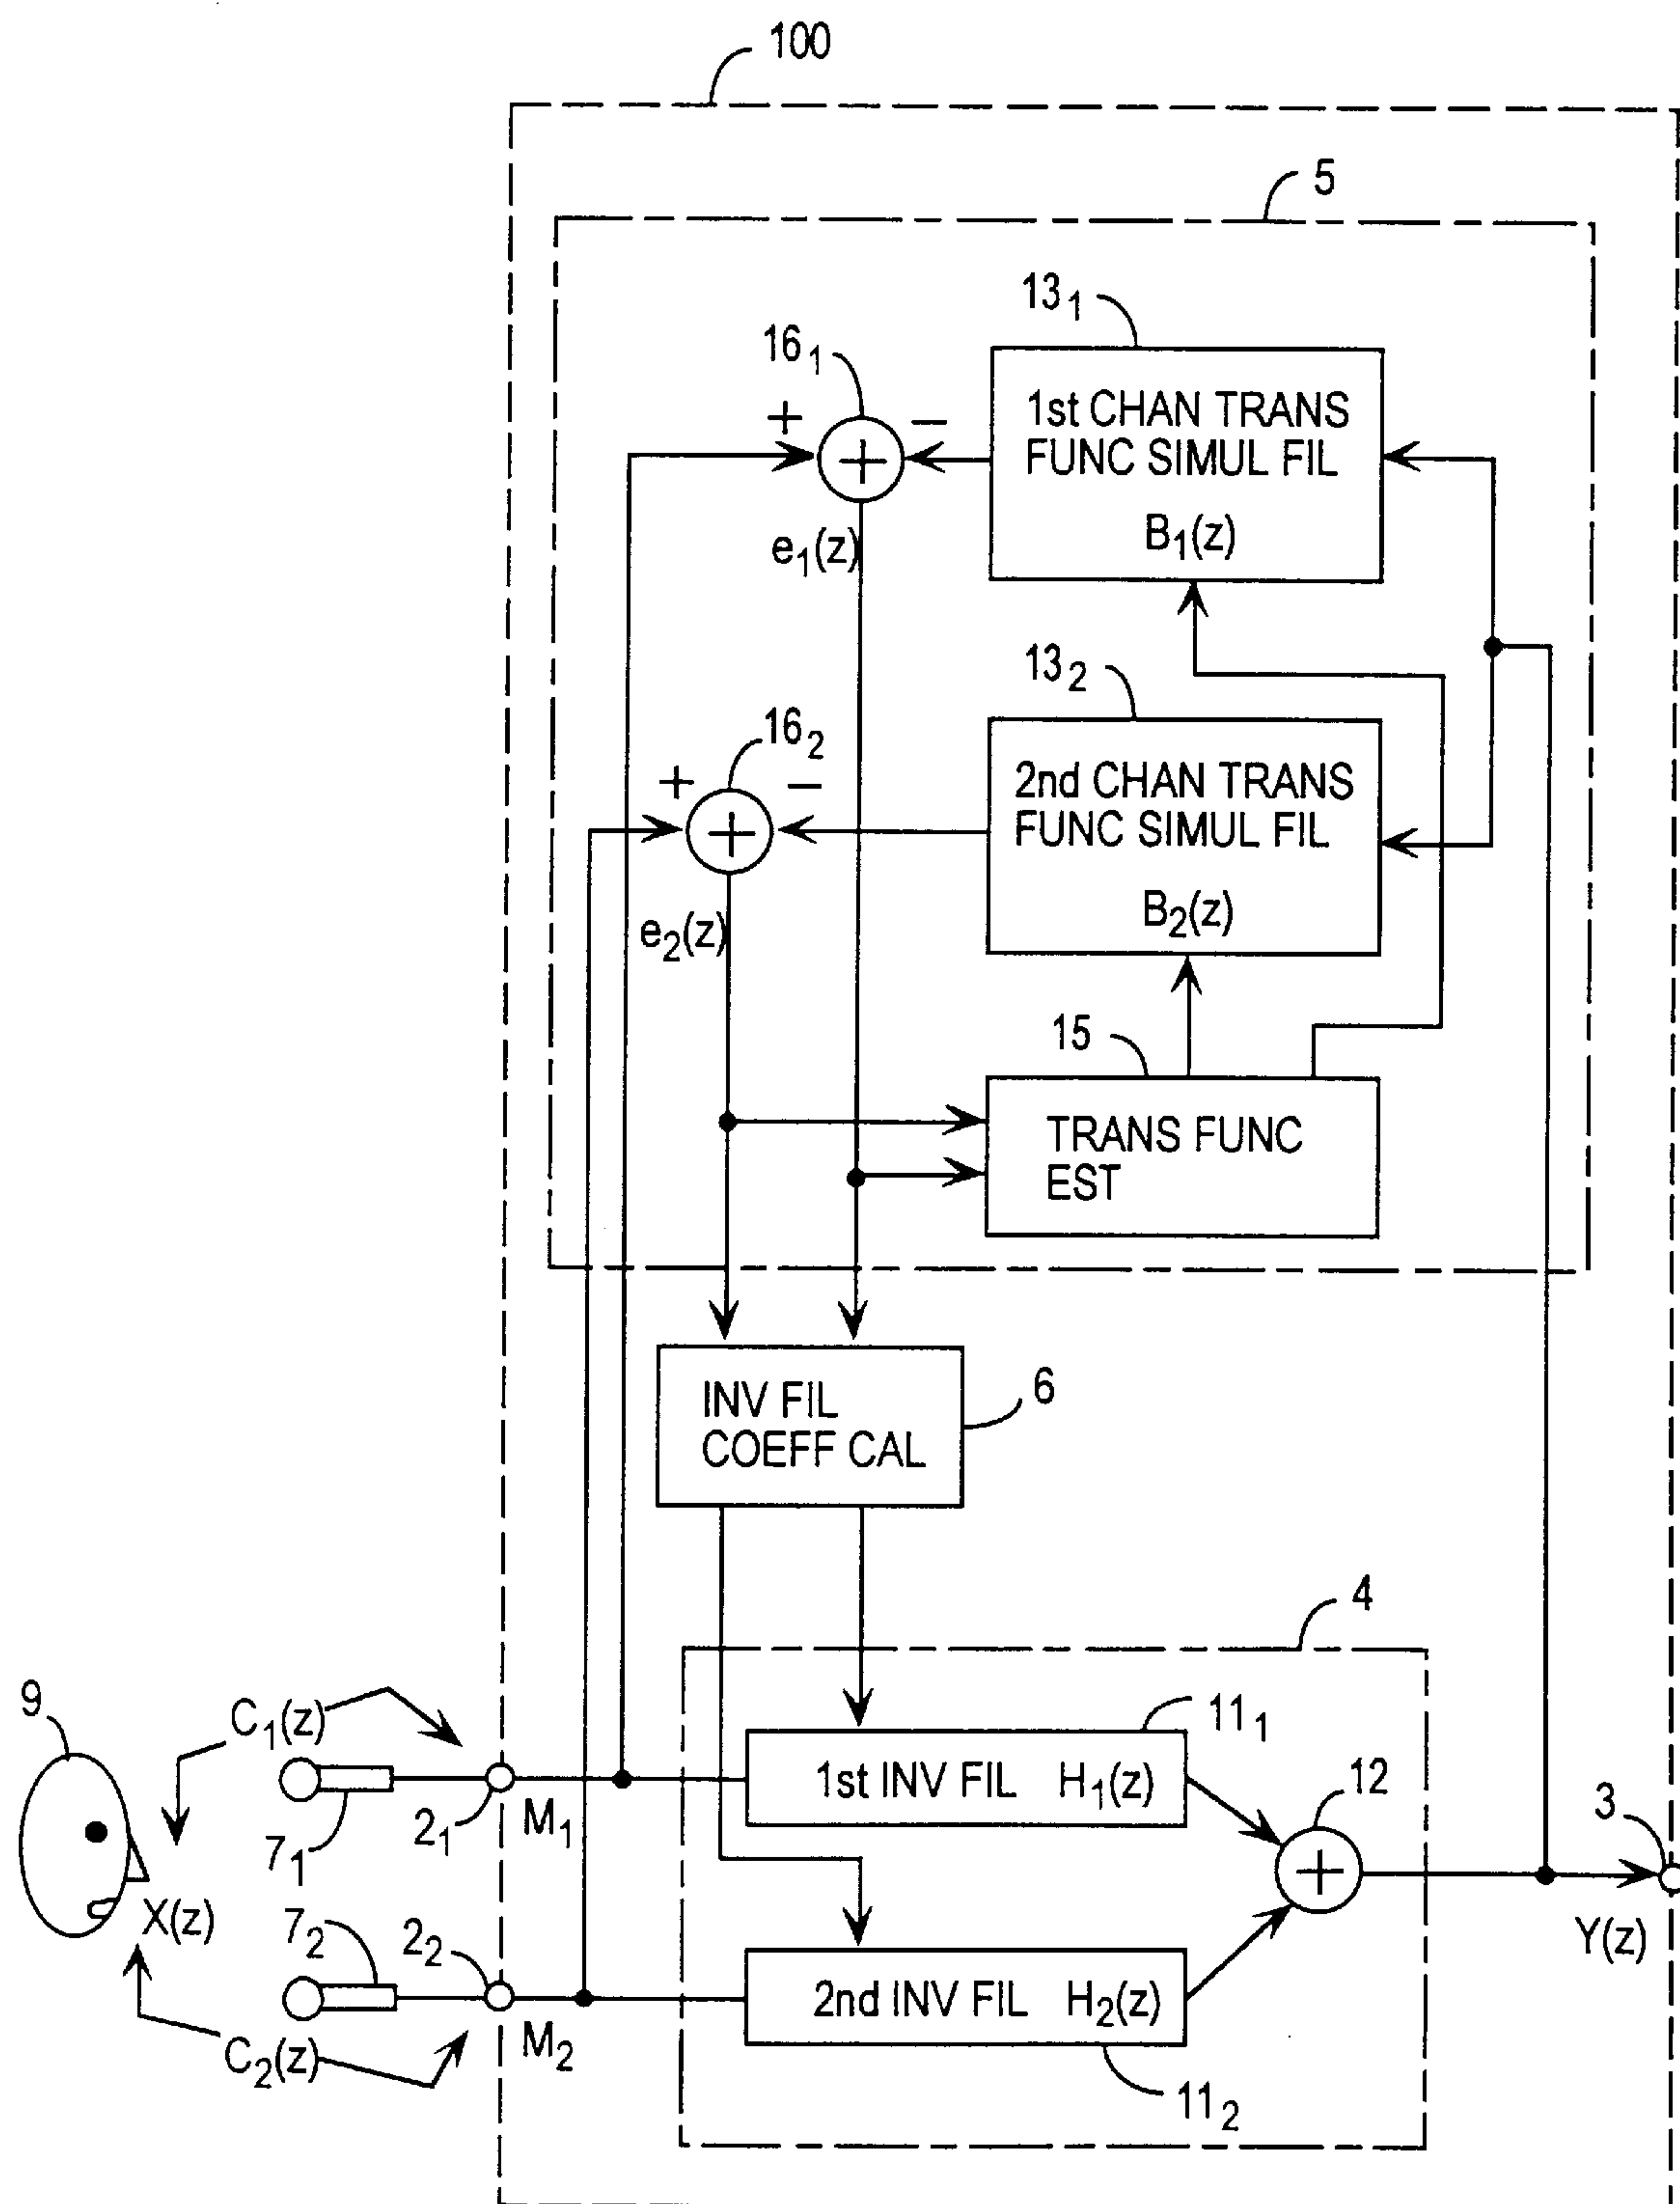 100
5
13₁
16₁
+ −
1st CHAN TRANS
FUNC SIMUL FIL
B₁(z)
+
e₁(z)
13₂
16₂
+ −
2nd CHAN TRANS
FUNC SIMUL FIL
B₂(z)
+
e₂(z)
15
TRANS FUNC
EST
INV FIL
COEFF CAL
6
4
9
C₁(z)
11₁
1st INV FIL H₁(z)
12
3
7₁
2₁
M₁
+
X(z)
7₂
2₂
Y(z)
2nd INV FIL H₂(z)
C₂(z)
M₂
11₂